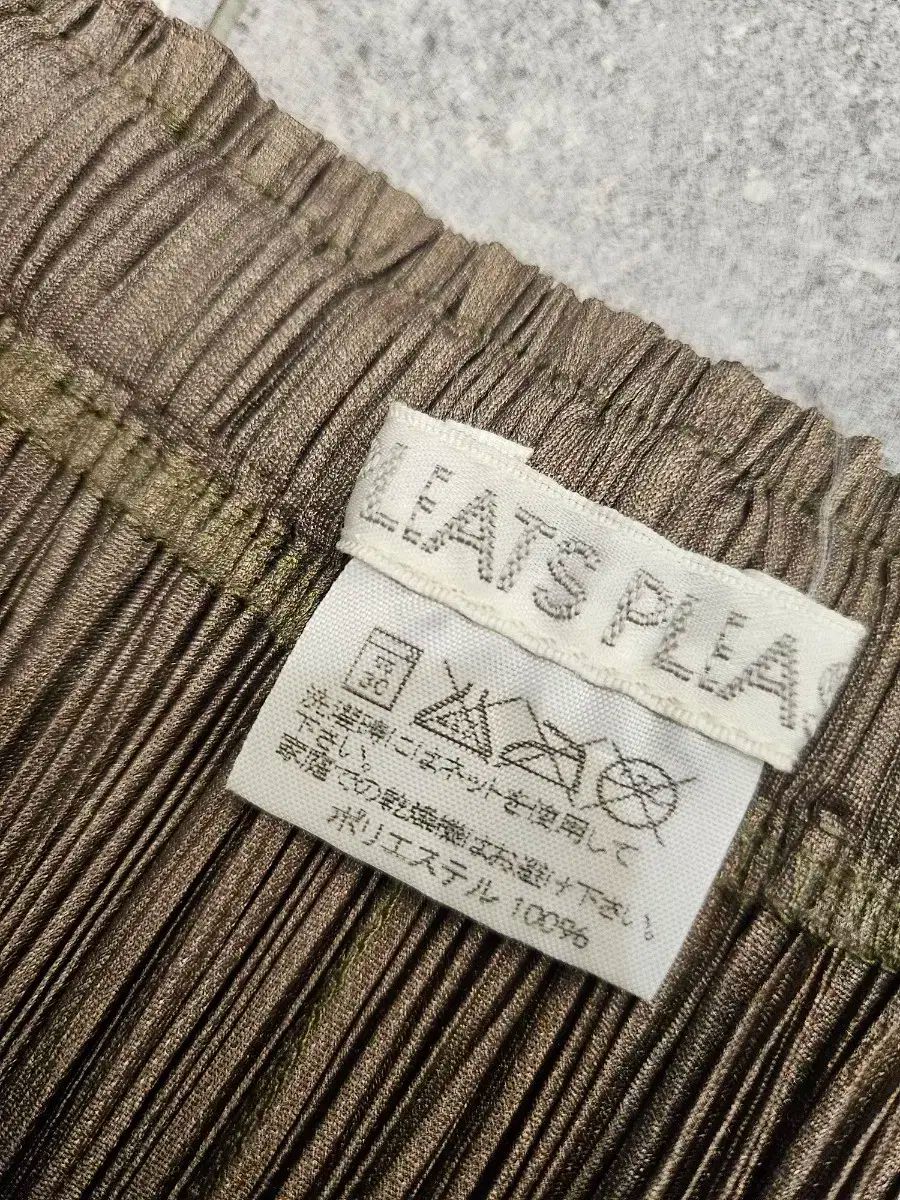 LEATS PLEA
弱
30
洗濯時にはネットを使用して
下さい。
家庭での乾燥機はお避け下さい。
ポリエステル 100%